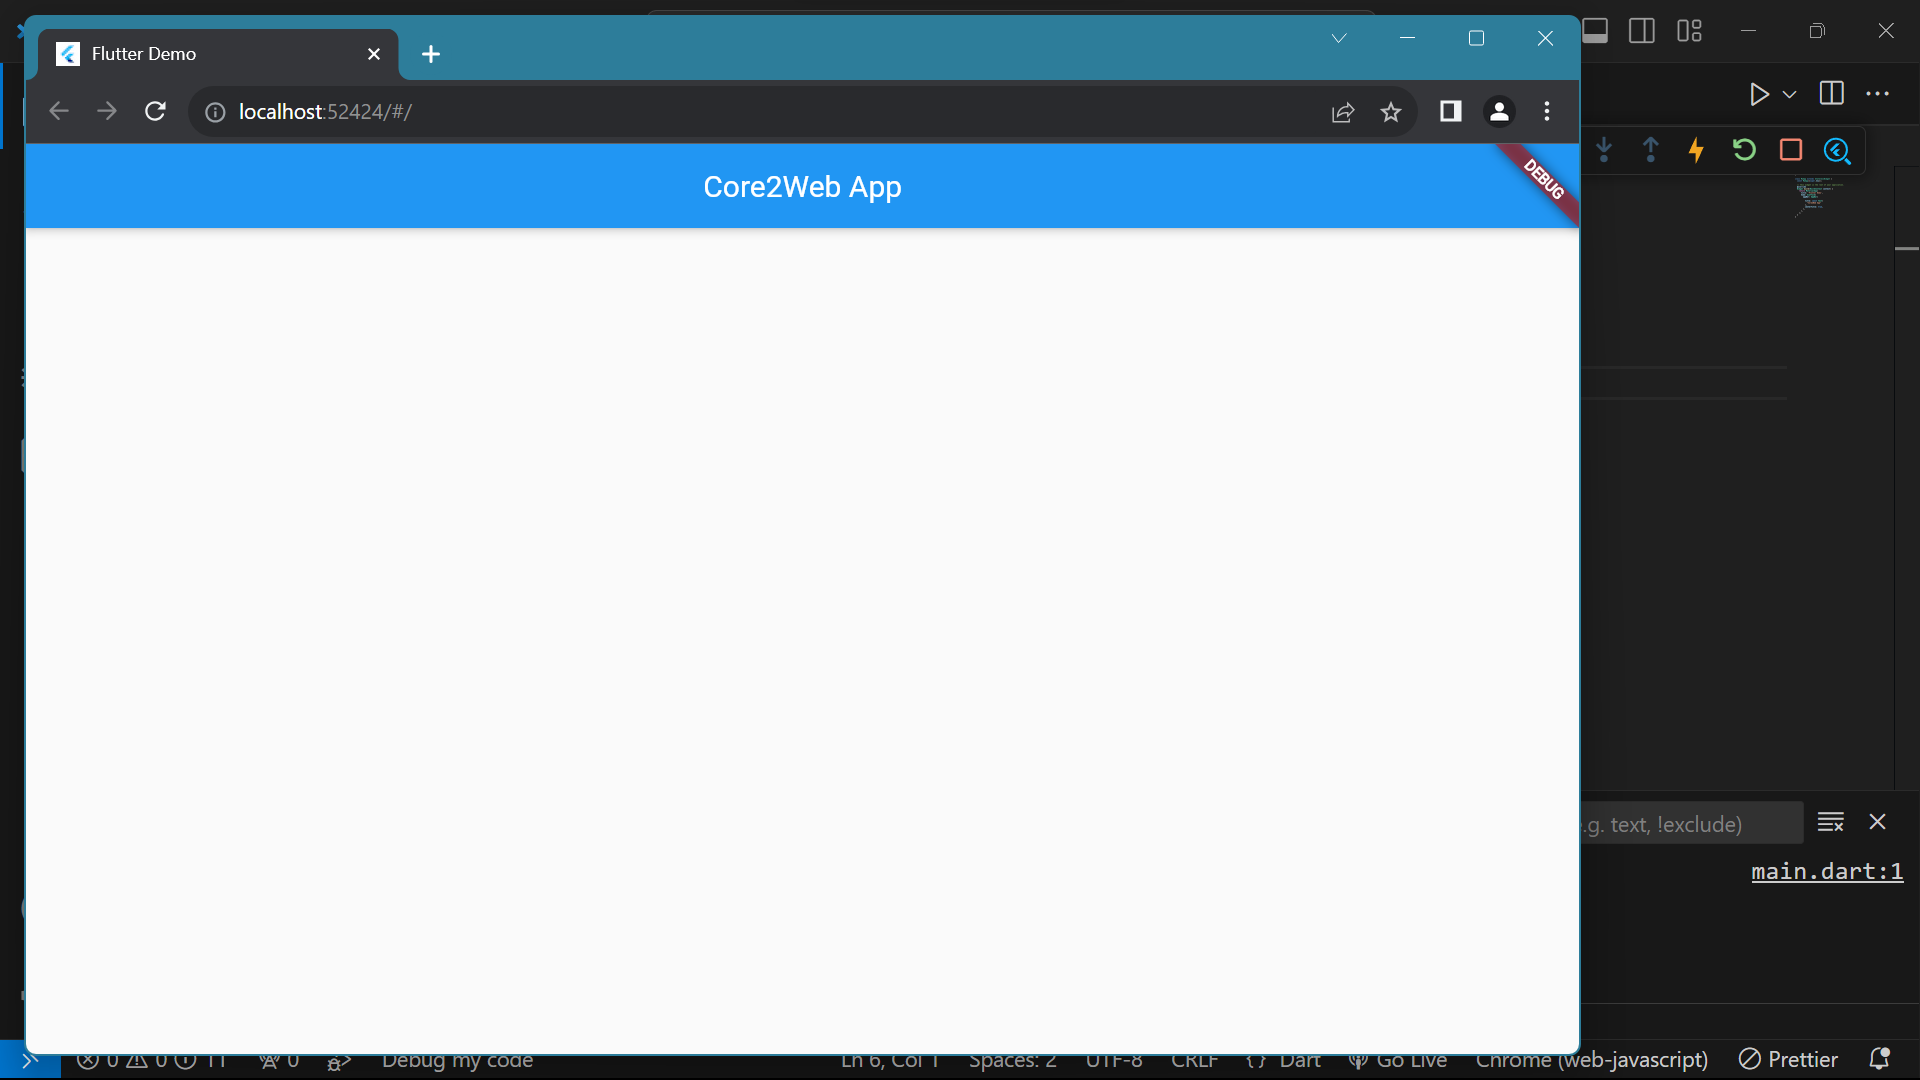 Flutter Demo
localhost:52424/#/
Core2Web App
DEBUG
.g. text, !exclude)
main.dart:1
0 0 11 0 Debug my code Ln 6, Col 1 Spaces: 2 UTF-8 CRLF {} Dart Go Live Chrome (web-javascript) Prettier